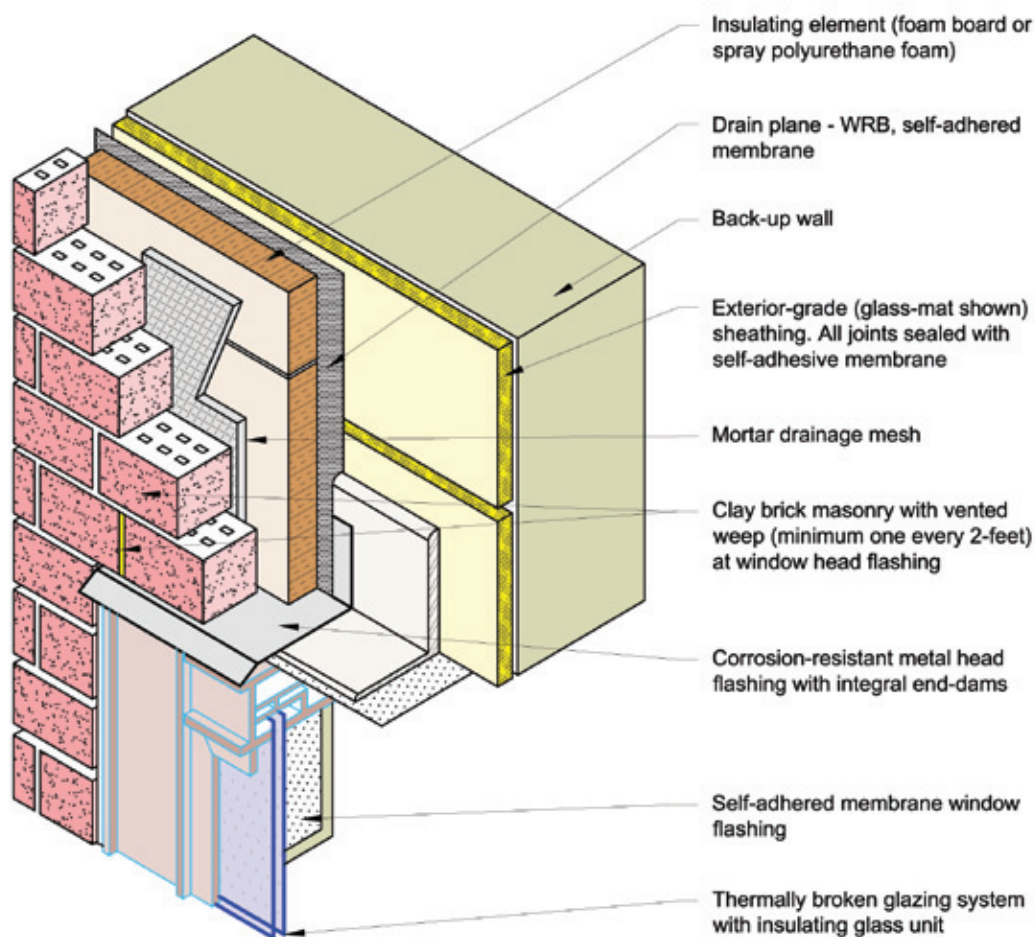 Insulating element (foam board or
spray polyurethane foam)
Drain plane - WRB, self-adhered
membrane
Back-up wall
Exterior-grade (glass-mat shown)
sheathing. All joints sealed with
self-adhesive membrane
Mortar drainage mesh
Clay brick masonry with vented
weep (minimum one every 2-feet)
at window head flashing
Corrosion-resistant metal head
flashing with integral end-dams
Self-adhered membrane window
flashing
Thermally broken glazing system
with insulating glass unit